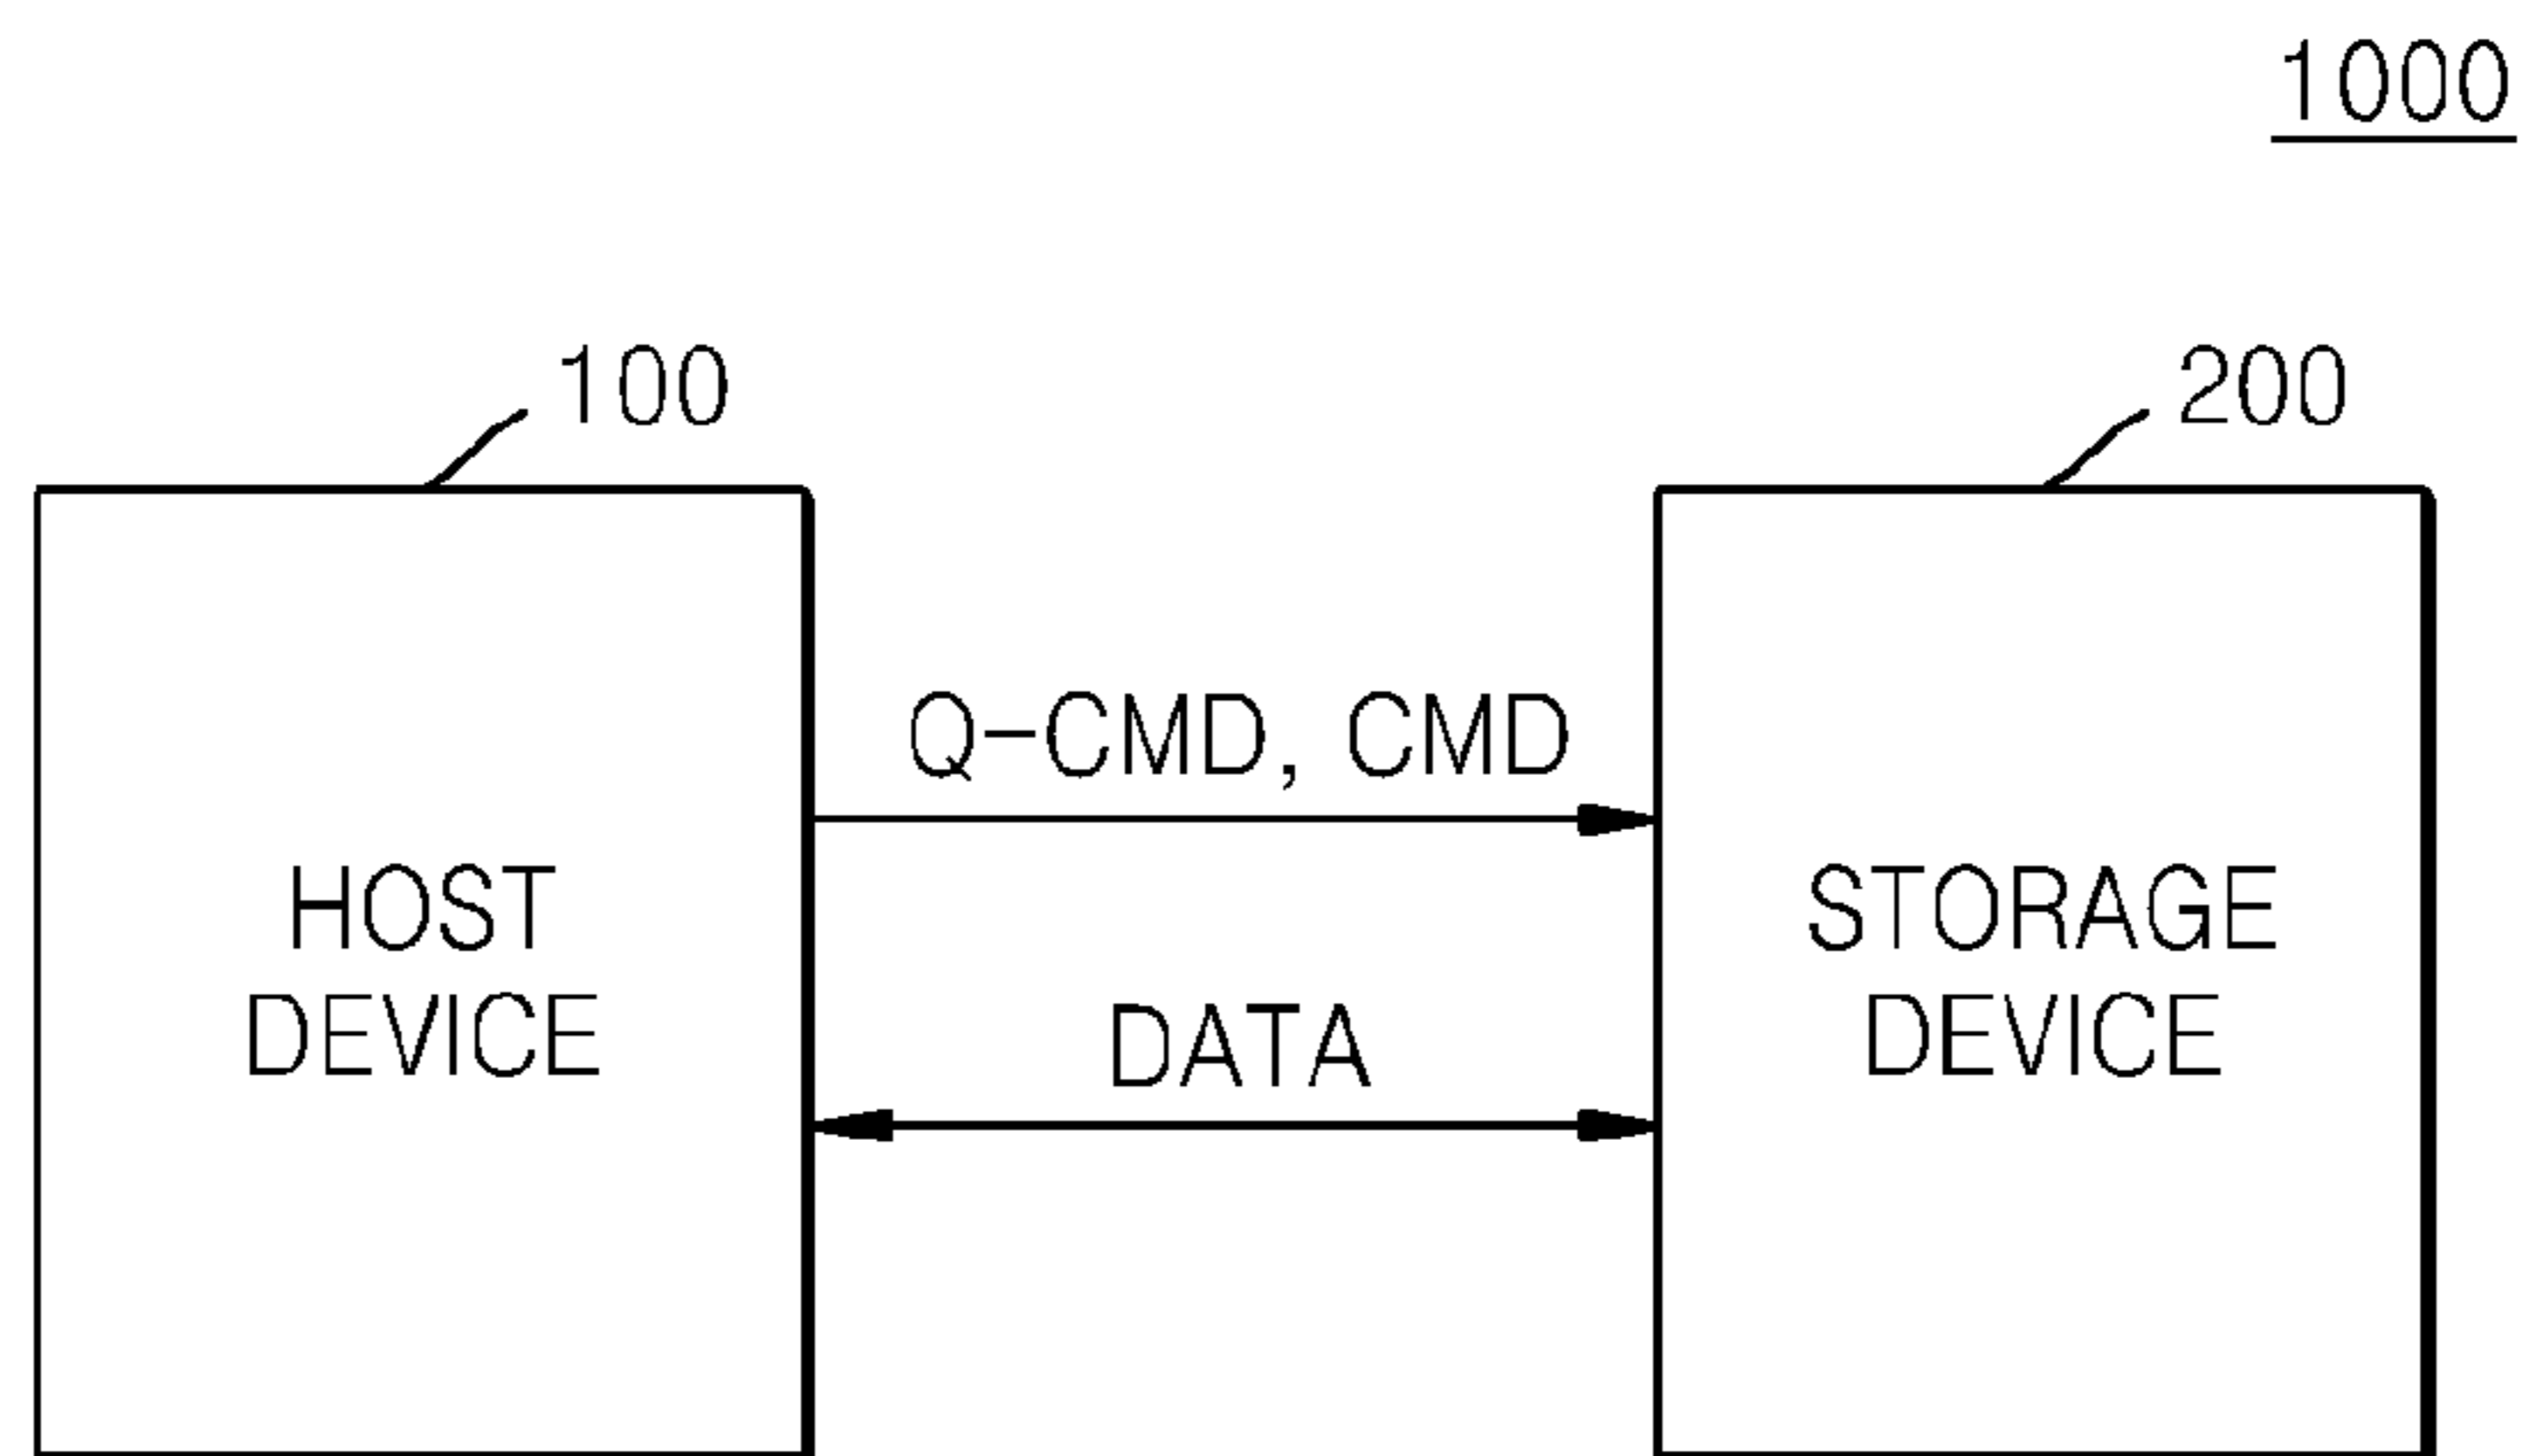 1000
100
200
Q-CMD, CMD
HOST
DEVICE
DATA
STORAGE
DEVICE